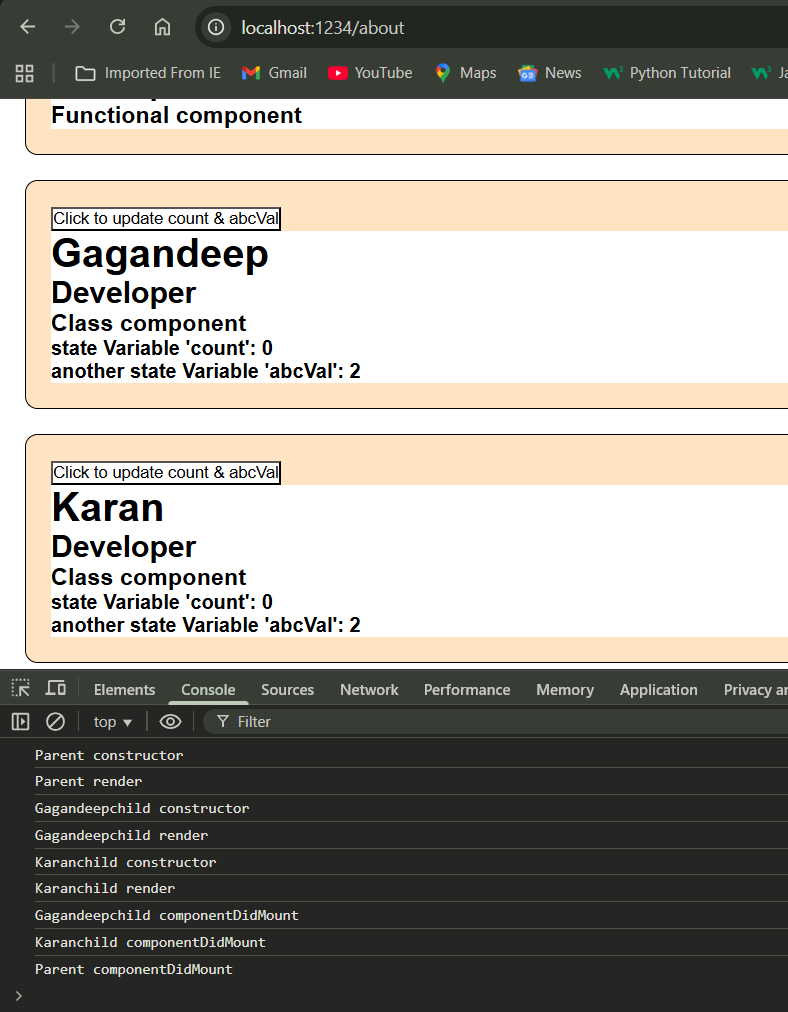 localhost:1234/about
Imported From IE Gmail YouTube Maps News Python Tutorial
Functional component
Click to update count & abcVal
Gagandeep
Developer
Class component
state Variable 'count': 0
another state Variable 'abcVal': 2
Click to update count & abcVal
Karan
Developer
Class component
state Variable 'count': 0
another state Variable 'abcVal': 2
Elements Console Sources Network Performance Memory Application Privacy
top Filter
Parent constructor
Parent render
Gagandeepchild constructor
Gagandeepchild render
Karanchild constructor
Karanchild render
Gagandeepchild componentDidMount
Karanchild componentDidMount
Parent componentDidMount